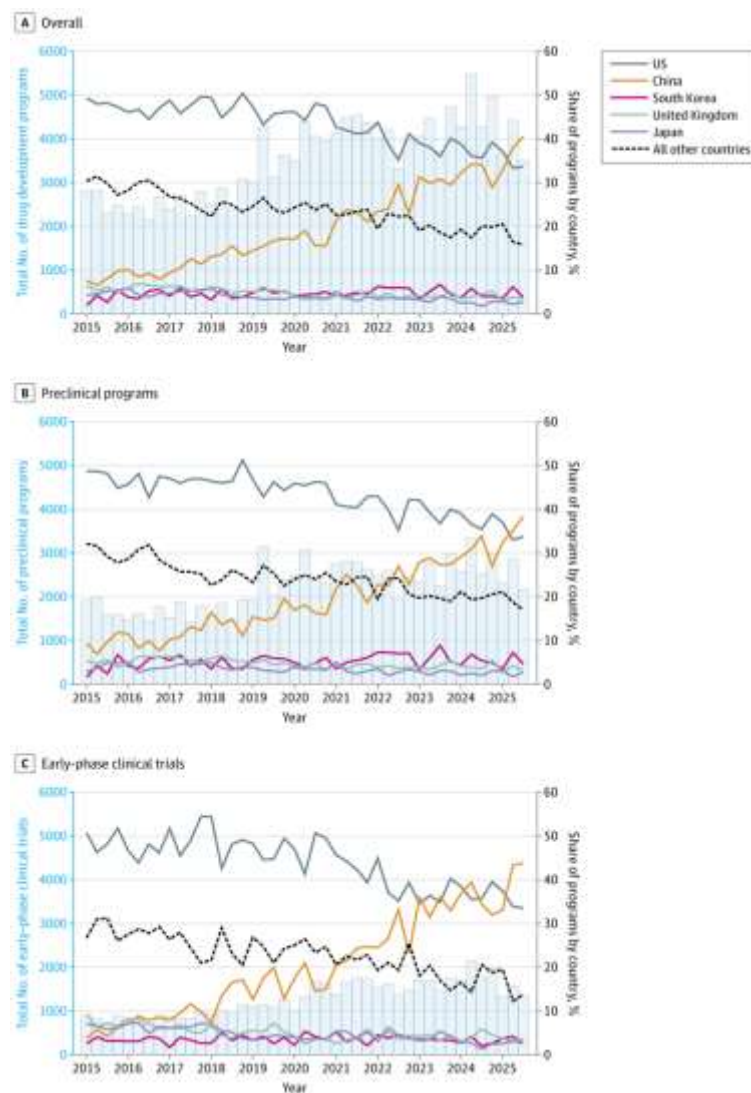 A Overall
Total No. of drug development programs
6000
5000
4000
3000
2000
1000
0
60
50
40
30
20
10
0
Share of programs by country, %
2015 2016 2017 2018 2019 2020 2021 2022 2023 2024 2025
Year
US
China
South Korea
United Kingdom
Japan
All other countries
B Preclinical programs
Total No. of preclinical programs
6000
5000
4000
3000
2000
1000
0
60
50
40
30
20
10
0
Share of programs by country, %
2015 2016 2017 2018 2019 2020 2021 2022 2023 2024 2025
Year
C Early-phase clinical trials
Total No. of early-phase clinical trials
6000
5000
4000
3000
2000
1000
0
60
50
40
30
20
10
0
Share of programs by country, %
2015 2016 2017 2018 2019 2020 2021 2022 2023 2024 2025
Year